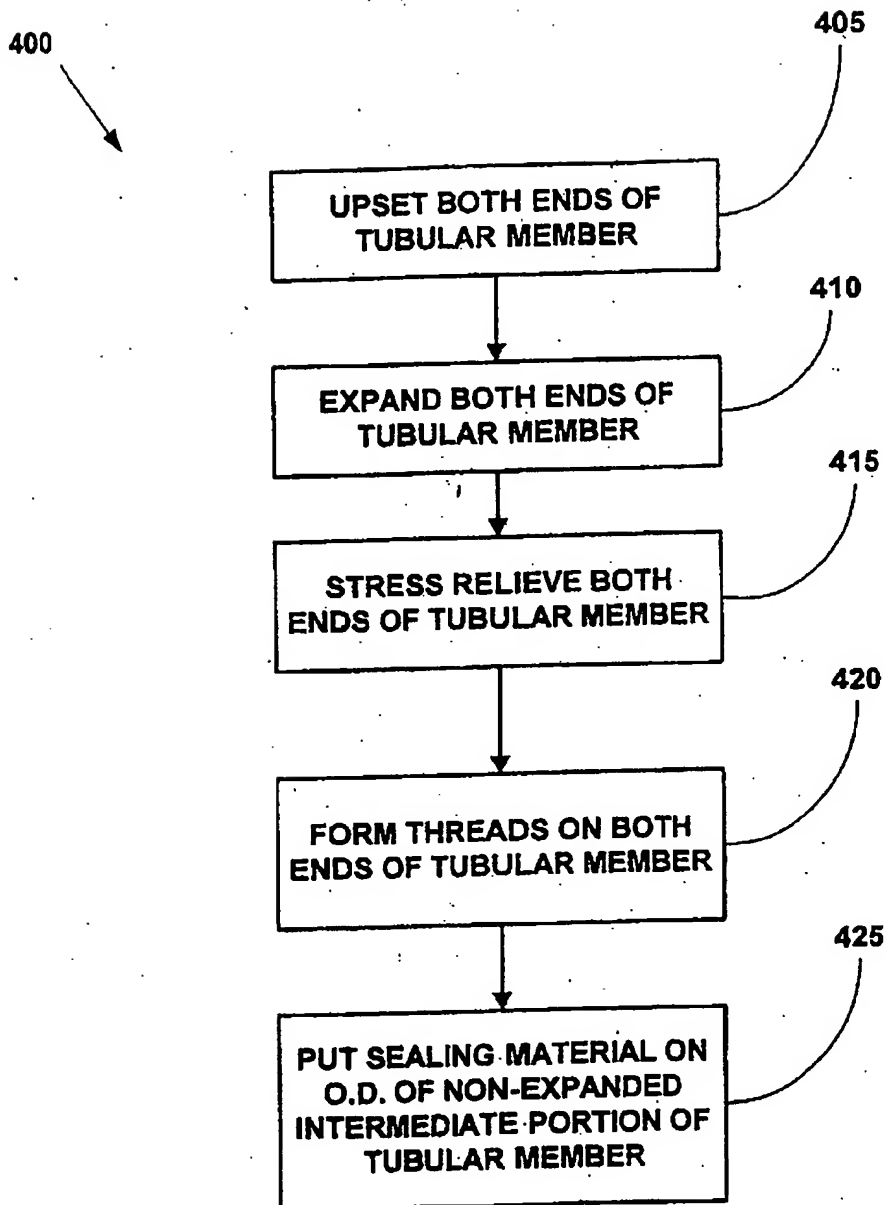 400
405
UPSET BOTH ENDS OF
TUBULAR MEMBER
410
EXPAND BOTH ENDS OF
TUBULAR MEMBER
415
STRESS RELIEVE BOTH
ENDS OF TUBULAR MEMBER
420
FORM THREADS ON BOTH
ENDS OF TUBULAR MEMBER
425
PUT SEALING MATERIAL ON
O.D. OF NON-EXPANDED
INTERMEDIATE PORTION OF
TUBULAR MEMBER